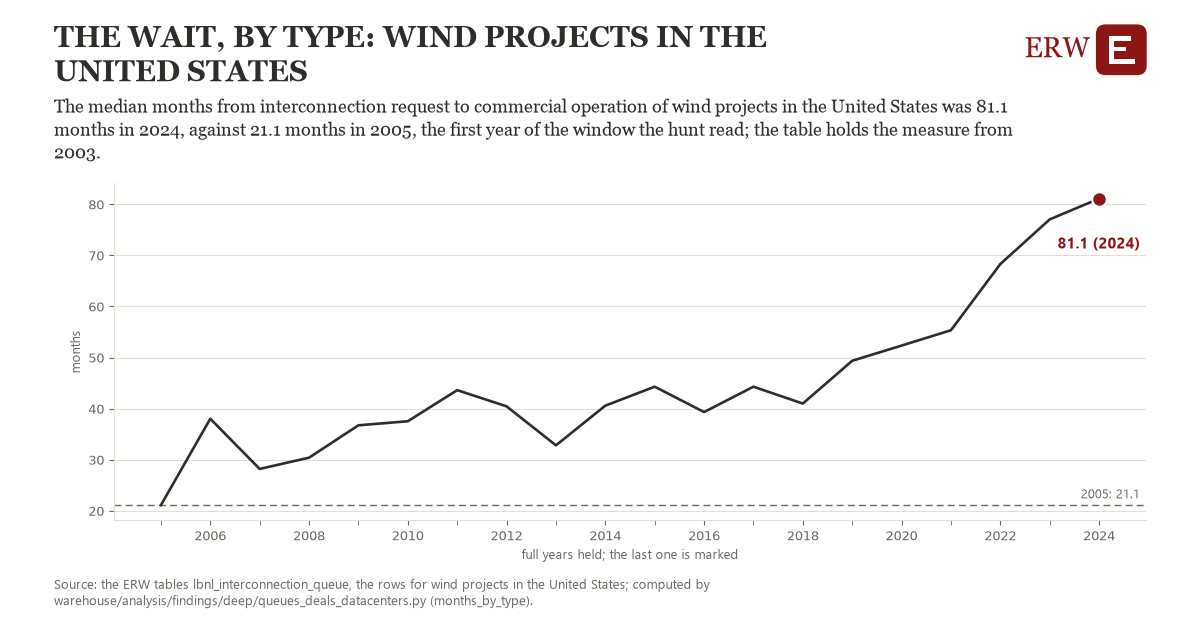 THE WAIT, BY TYPE: WIND PROJECTS IN THE
UNITED STATES
ERW E
The median months from interconnection request to commercial operation of wind projects in the United States was 81.1
months in 2024, against 21.1 months in 2005, the first year of the window the hunt read; the table holds the measure from
2003.
80
70
60
50
40
30
20
months
81.1 (2024)
2005: 21.1
2006 2008 2010 2012 2014 2016 2018 2020 2022 2024
full years held; the last one is marked
Source: the ERW tables lbnl_interconnection_queue, the rows for wind projects in the United States; computed by
warehouse/analysis/findings/deep/queues_deals_datacenters.py (months_by_type).